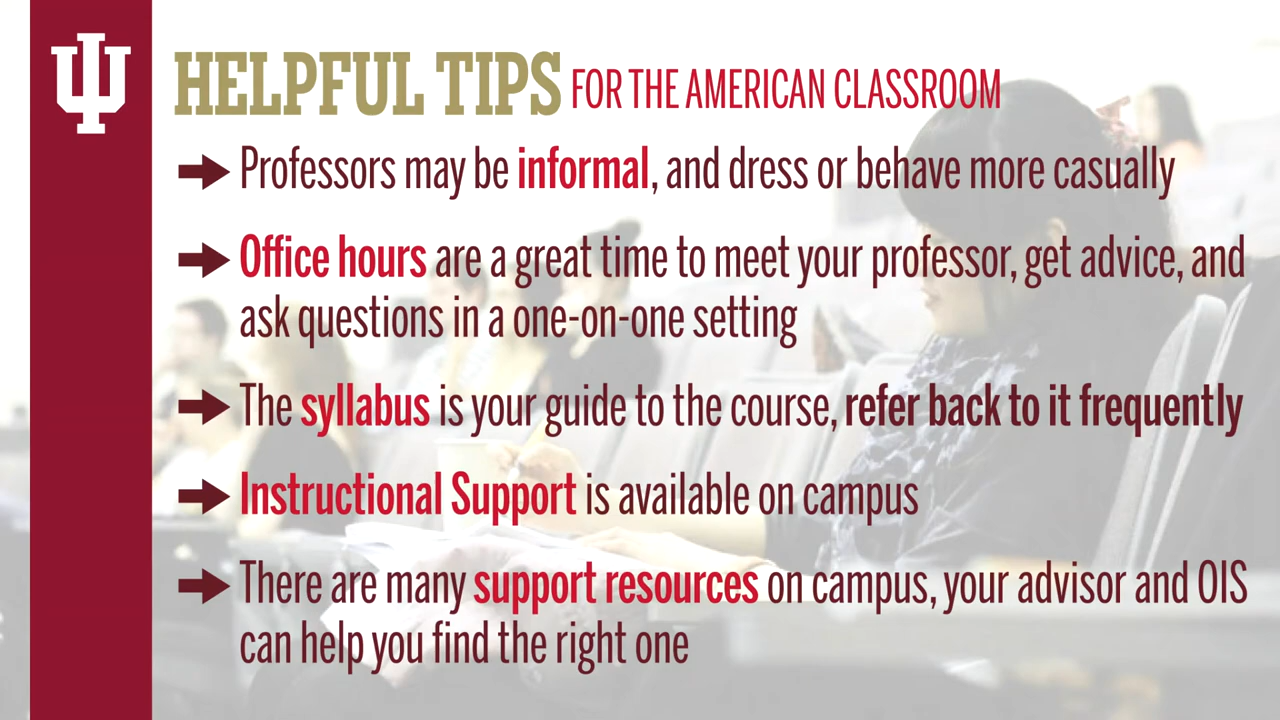 HELPFUL TIPS FOR THE AMERICAN CLASSROOM
Professors may be informal, and dress or behave more casually
Office hours are a great time to meet your professor, get advice, and
ask questions in a one-on-one setting
The syllabus is your guide to the course, refer back to it frequently
Instructional Support is available on campus
There are many support resources on campus, your advisor and OIS
can help you find the right one